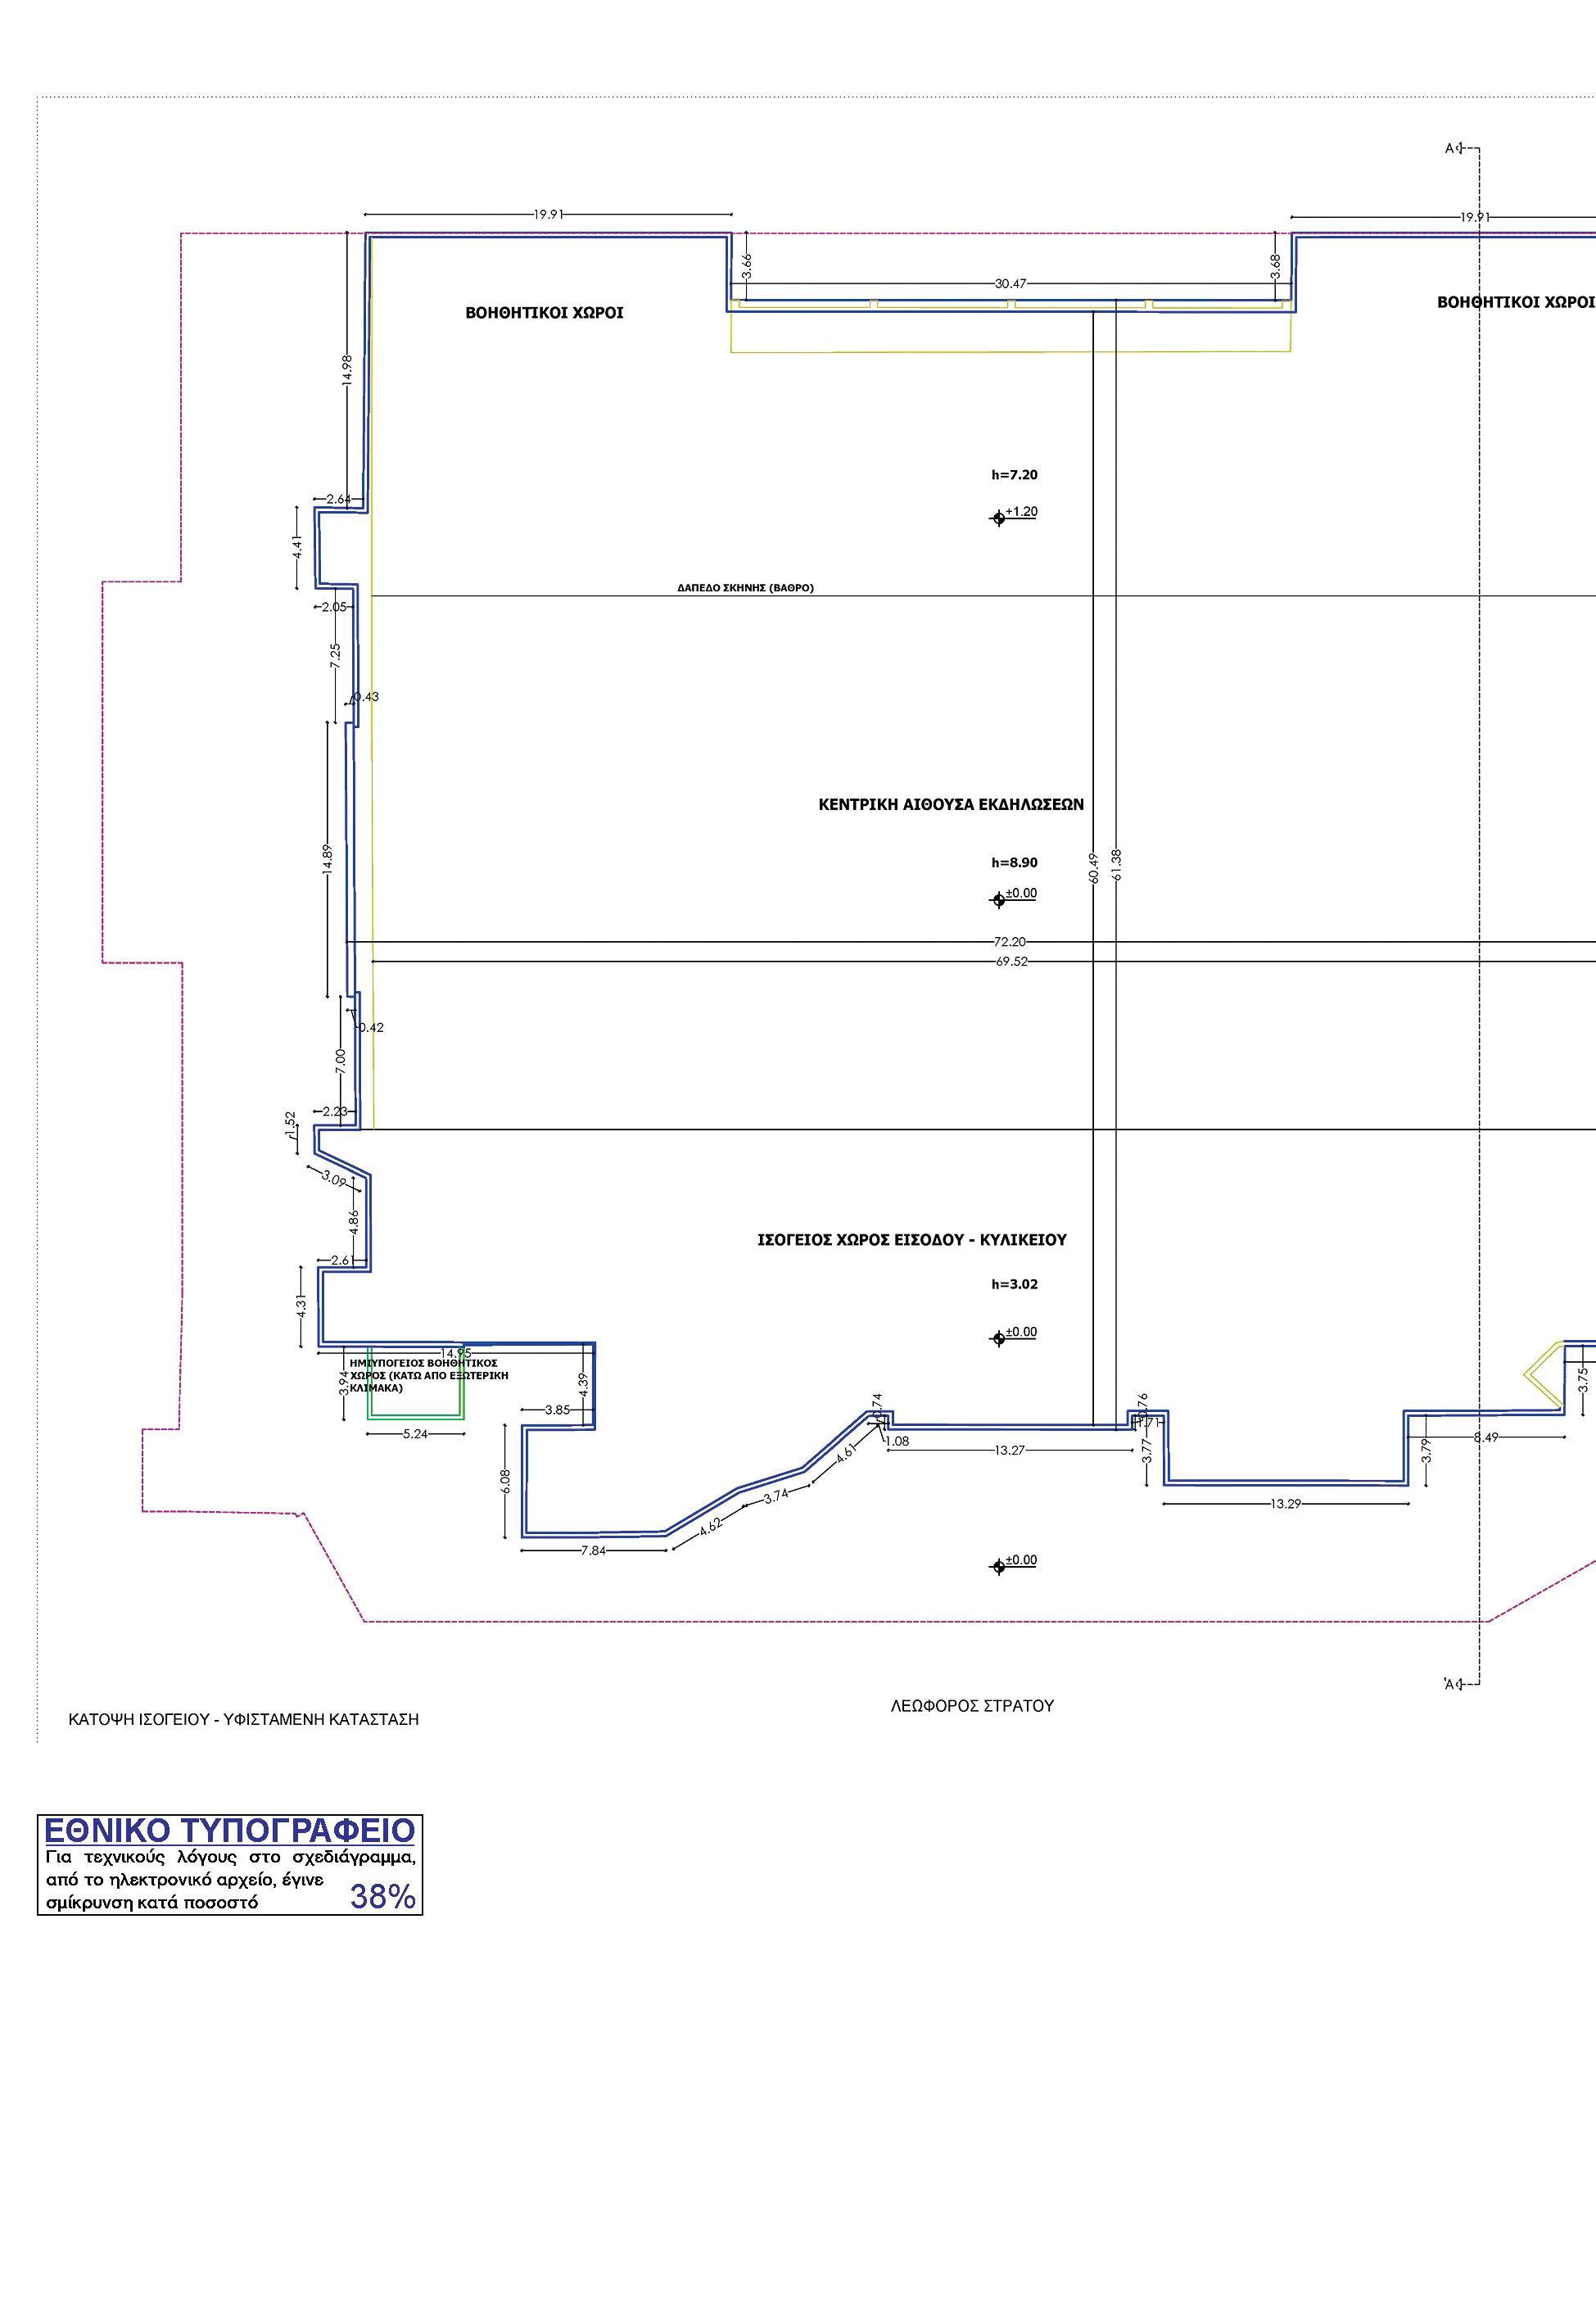 Α
19.91
19.91
3.66
3.68
30.47
ΒΟΗΘΗΤΙΚΟΙ ΧΩΡΟΙ
ΒΟΗΘΗΤΙΚΟΙ ΧΩΡΟΙ
14.98
h=7.20
2.64
+1.20
4.41
ΔΑΠΕΔΟ ΣΚΗΝΗΣ (ΒΑΘΡΟ)
2.05
7.25
0.43
ΚΕΝΤΡΙΚΗ ΑΙΘΟΥΣΑ ΕΚΔΗΛΩΣΕΩΝ
14.89
60.49
61.38
h=8.90
±0.00
72.20
69.52
0.42
7.00
2.23
1.52
3.09
4.86
ΙΣΟΓΕΙΟΣ ΧΩΡΟΣ ΕΙΣΟΔΟΥ - ΚΥΛΙΚΕΙΟΥ
2.61
h=3.02
4.31
±0.00
14.95
ΗΜΙΥΠΟΓΕΙΟΣ ΒΟΗΘΗΤΙΚΟΣ
ΧΩΡΟΣ (ΚΑΤΩ ΑΠΟ ΕΞΩΤΕΡΙΚΗ
ΚΛΙΜΑΚΑ)
3.94
4.39
3.75
3.85
0.74
0.76
1.71
5.24
1.08
13.27
3.77
3.79
8.49
4.61
6.08
3.74
13.29
4.62
7.84
±0.00
Ά
ΛΕΩΦΟΡΟΣ ΣΤΡΑΤΟΥ
ΚΑΤΟΨΗ ΙΣΟΓΕΙΟΥ - ΥΦΙΣΤΑΜΕΝΗ ΚΑΤΑΣΤΑΣΗ
ΕΘΝΙΚΟ ΤΥΠΟΓΡΑΦΕΙΟ
Για τεχνικούς λόγους στο σχεδιάγραμμα,
από το ηλεκτρονικό αρχείο, έγινε
σμίκρυνση κατά ποσοστό 38%